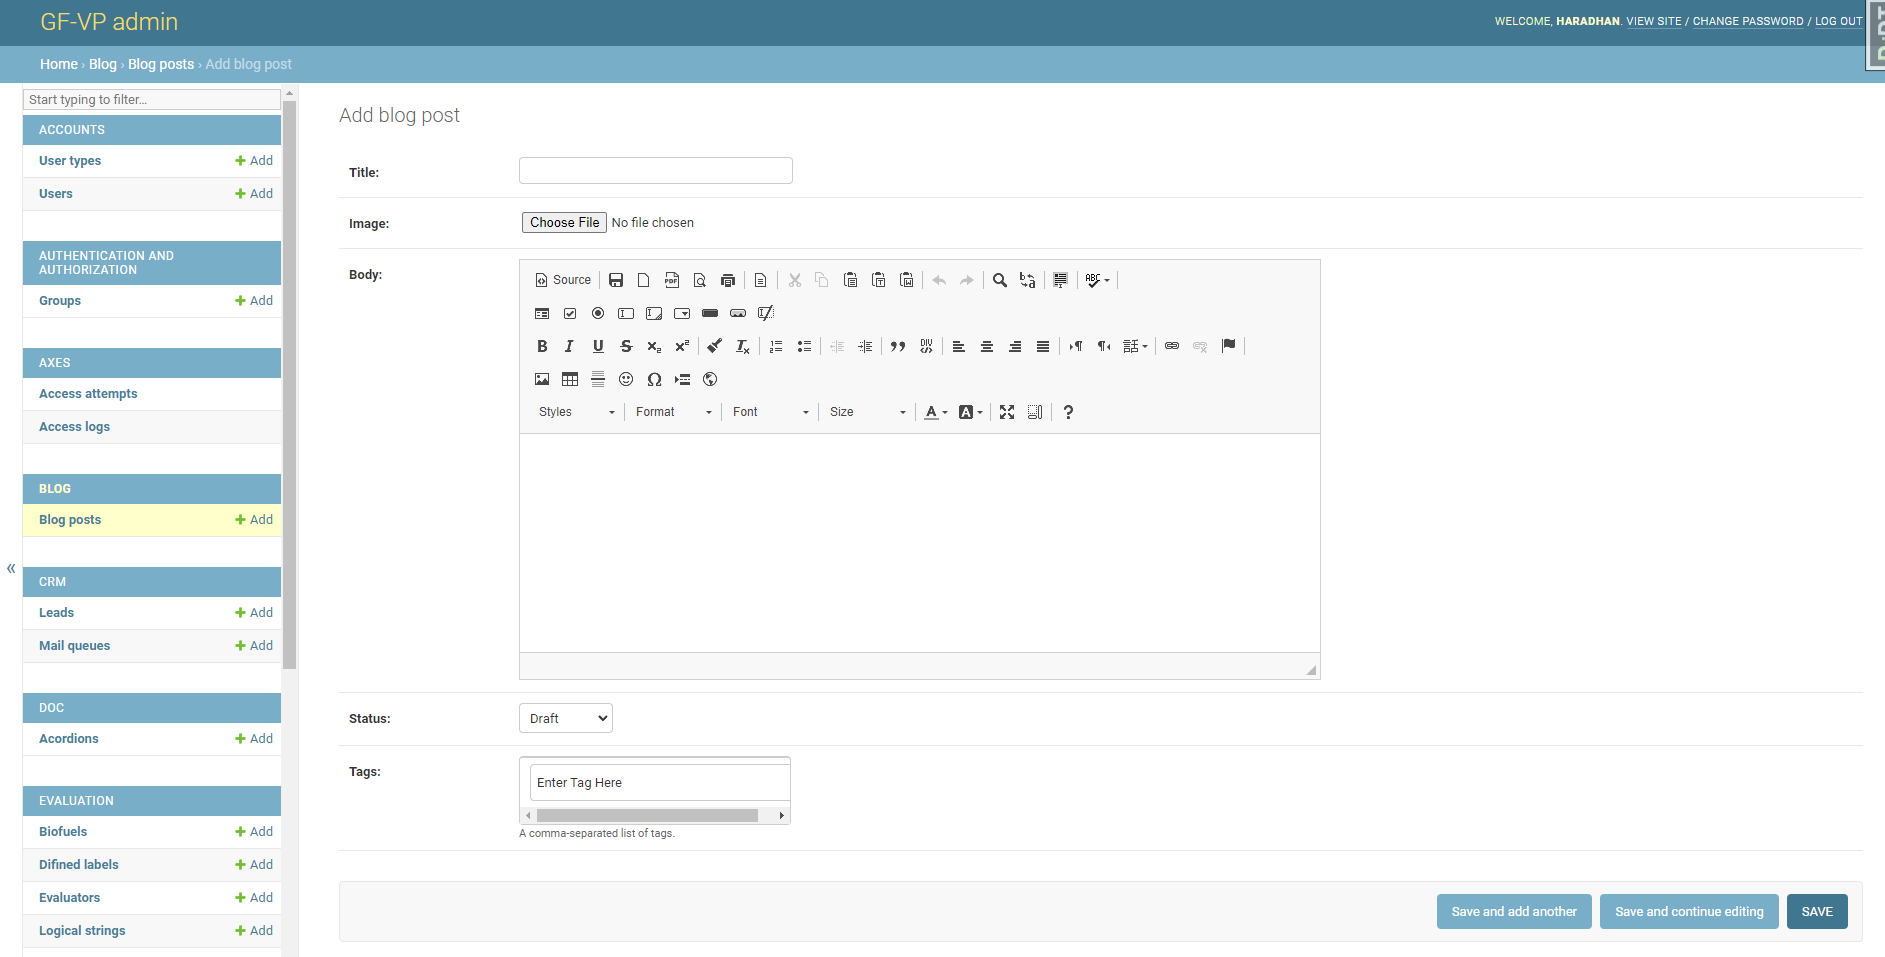 GF-VP admin
WELCOME, HARADHAN. VIEW SITE / CHANGE PASSWORD / LOG OUT
Home › Blog › Blog posts › Add blog post
Start typing to filter...
ACCOUNTS
User types Add
Users Add
AUTHENTICATION AND
AUTHORIZATION
Groups Add
AXES
Access attempts
Access logs
BLOG
Blog posts Add
«
CRM
Leads Add
Mail queues Add
DOC
Acordions Add
EVALUATION
Biofuels Add
Difined labels Add
Evaluators Add
Logical strings Add
Add blog post
Title:
Image: Choose File No file chosen
Body:
Source
Styles Format Font Size A A ?
Status: Draft
Tags: Enter Tag Here
A comma-separated list of tags.
Save and add another Save and continue editing SAVE